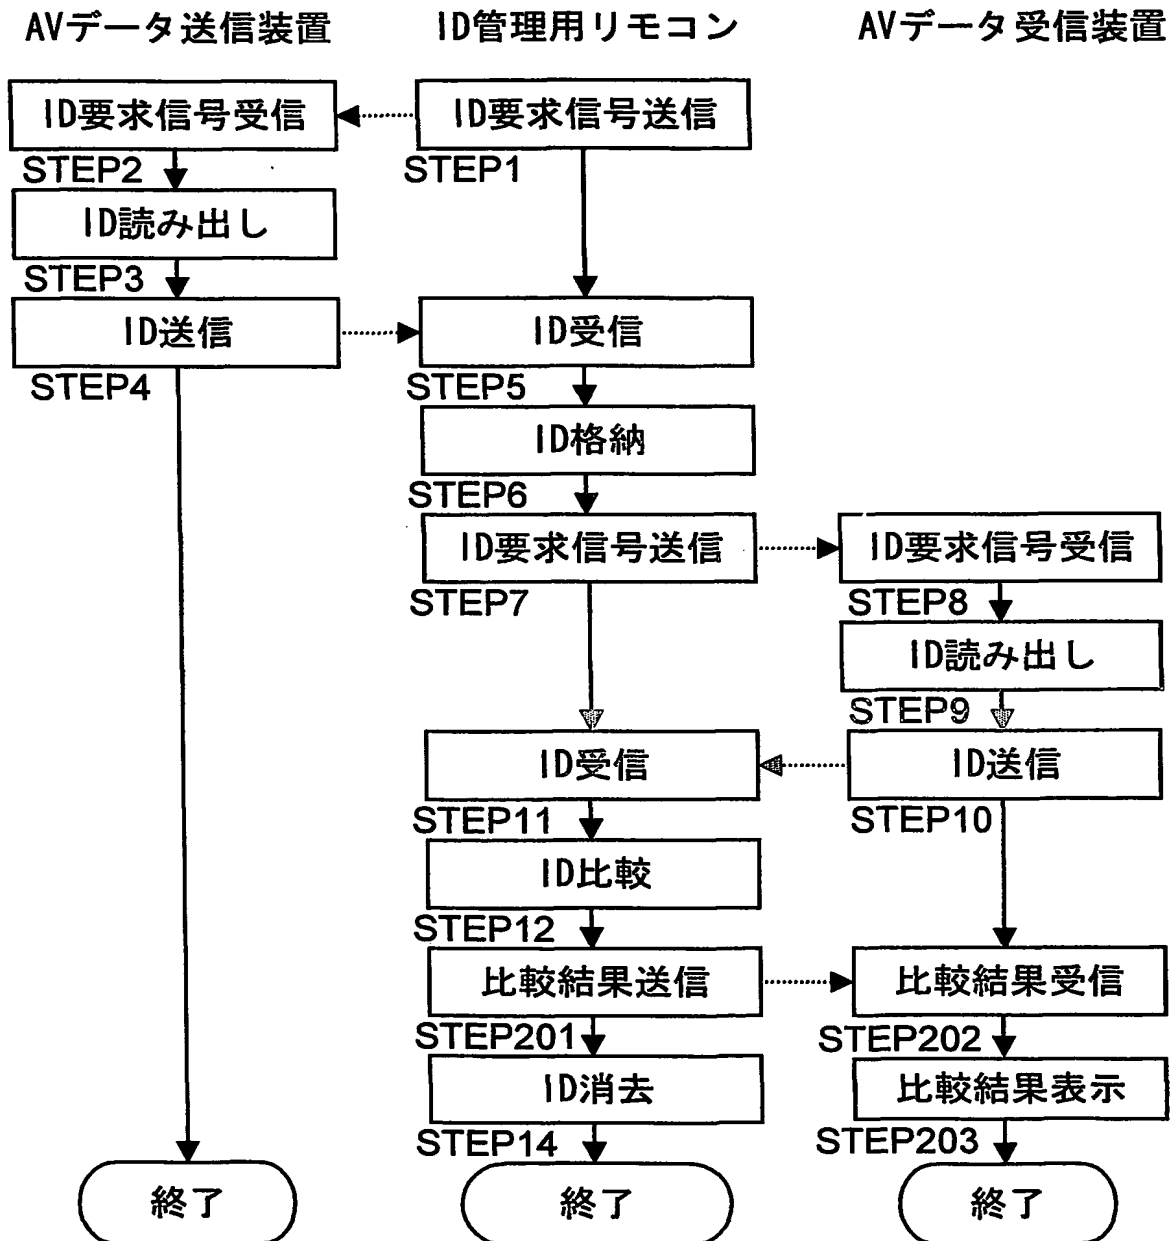 AVデータ送信装置 ID管理用リモコン AVデータ受信装置
ID要求信号受信 ID要求信号送信
STEP2 STEP1
ID読み出し
STEP3
ID送信 ID受信
STEP4 STEP5
ID格納
STEP6
ID要求信号送信 ID要求信号受信
STEP7 STEP8
ID読み出し
STEP9
ID受信 ID送信
STEP11 STEP10
ID比較
STEP12
比較結果送信 比較結果受信
STEP201 STEP202
ID消去 比較結果表示
STEP14 STEP203
終了 終了 終了